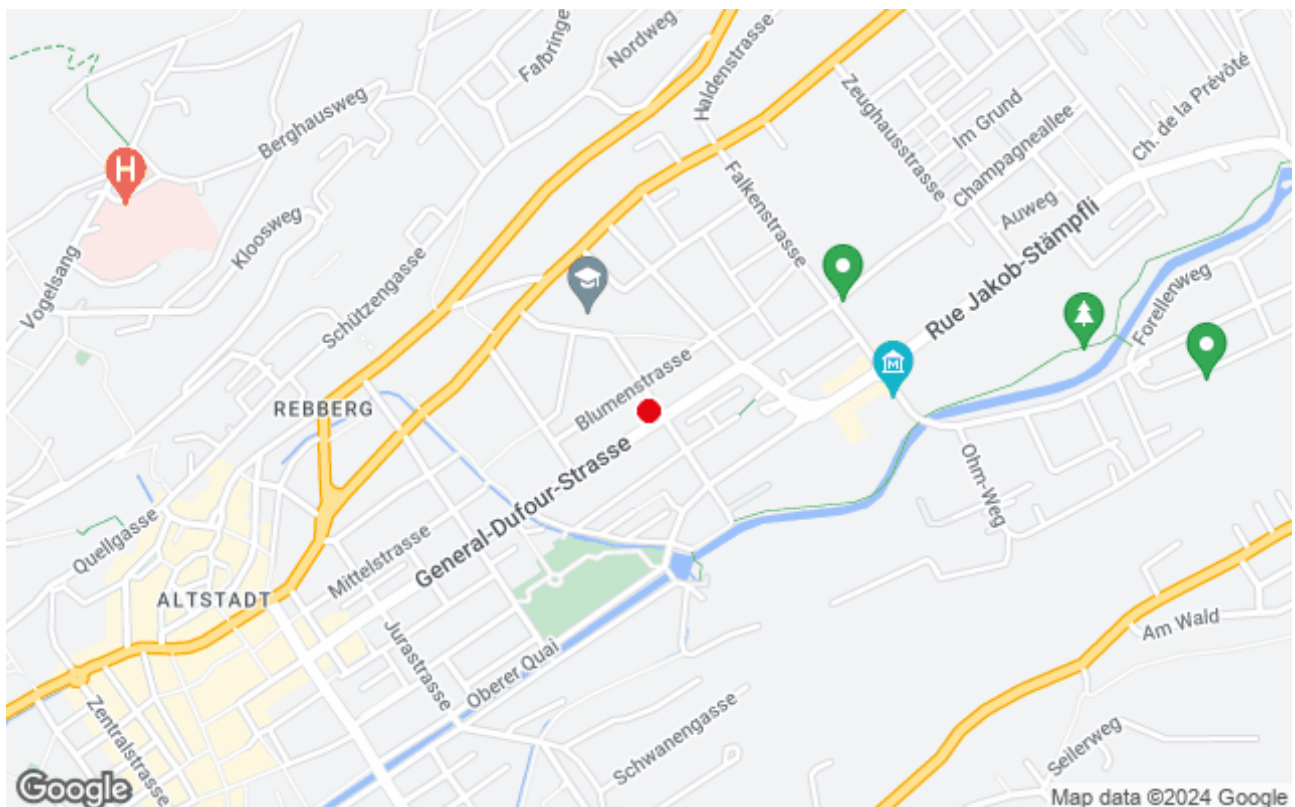 Falbringe
Nordweg
Haldenstrasse
Zeughausstrasse
Im Grund
Ch. de la Prévôté
Berghausweg
Champagneallee
H
Falkenstrasse
Auweg
Kloosweg
Vogelsang
Schützengasse
Rue Jakob-Stämpfli
Forellenweg
M
Blumenstrasse
REBBERG
General-Dufour-Strasse
Ohm-Weg
Quellgasse
Mittelstrasse
ALTSTADT
Jurastrasse
Oberer Quai
Am Wald
Zentralstrasse
Schwanengasse
Seilerweg
Google
Map data ©2024 Google